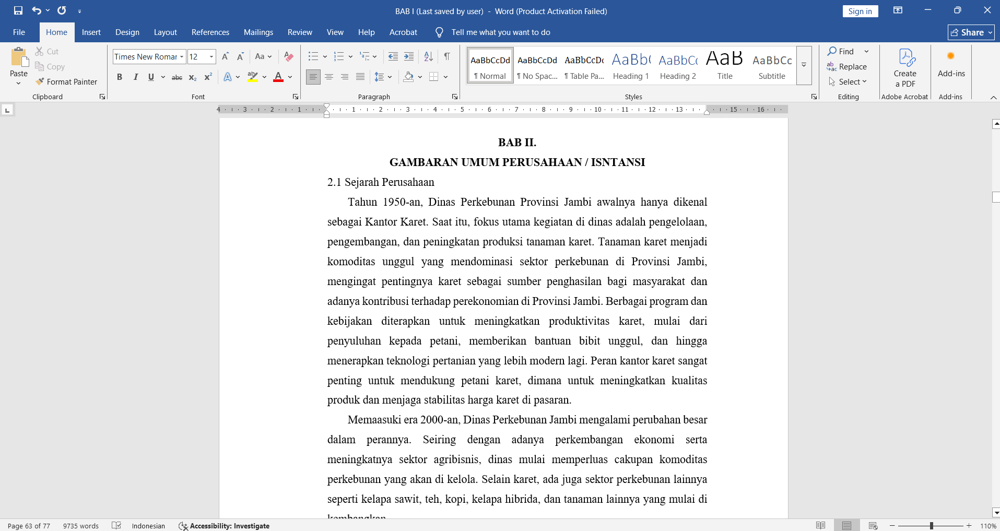 BAB I (Last saved by user) - Word (Product Activation Failed)
Sign in
File Home Insert Design Layout References Mailings Review View Help Acrobat Tell me what you want to do
Share
Paste
Cut
Copy
Format Painter
Clipboard
Times New Romar 12
Aa
B I U abc x₂ x² A ab A
Font
Paragraph
AaBbCcDd AaBbCcDd AaBbCcDc AaBb( AaBbCc AaB AaBbCc
¶ Normal ¶ No Spac... ¶ Table Pa... Heading 1 Heading 2 Title Subtitle
Styles
Find
Replace
Select
Editing
Create
a PDF
Adobe Acrobat
Add-ins
Add-ins
4 3 2 1 1 2 3 4 5 6 7 8 9 10 11 12 13 15 16
BAB II.
GAMBARAN UMUM PERUSAHAAN / ISNTANSI
2.1 Sejarah Perusahaan
Tahun 1950-an, Dinas Perkebunan Provinsi Jambi awalnya hanya dikenal
sebagai Kantor Karet. Saat itu, fokus utama kegiatan di dinas adalah pengelolaan,
pengembangan, dan peningkatan produksi tanaman karet. Tanaman karet menjadi
komoditas unggul yang mendominasi sektor perkebunan di Provinsi Jambi,
mengingat pentingnya karet sebagai sumber penghasilan bagi masyarakat dan
adanya kontribusi terhadap perekonomian di Provinsi Jambi. Berbagai program dan
kebijakan diterapkan untuk meningkatkan produktivitas karet, mulai dari
penyuluhan kepada petani, memberikan bantuan bibit unggul, dan hingga
menerapkan teknologi pertanian yang lebih modern lagi. Peran kantor karet sangat
penting untuk mendukung petani karet, dimana untuk meningkatkan kualitas
produk dan menjaga stabilitas harga karet di pasaran.
Memaasuki era 2000-an, Dinas Perkebunan Jambi mengalami perubahan besar
dalam perannya. Seiring dengan adanya perkembangan ekonomi serta
meningkatnya sektor agribisnis, dinas mulai memperluas cakupan komoditas
perkebunan yang akan di kelola. Selain karet, ada juga sektor perkebunan lainnya
seperti kelapa sawit, teh, kopi, kelapa hibrida, dan tanaman lainnya yang mulai di
kembangkan
Page 63 of 77 9735 words Indonesian Accessibility: Investigate 110%